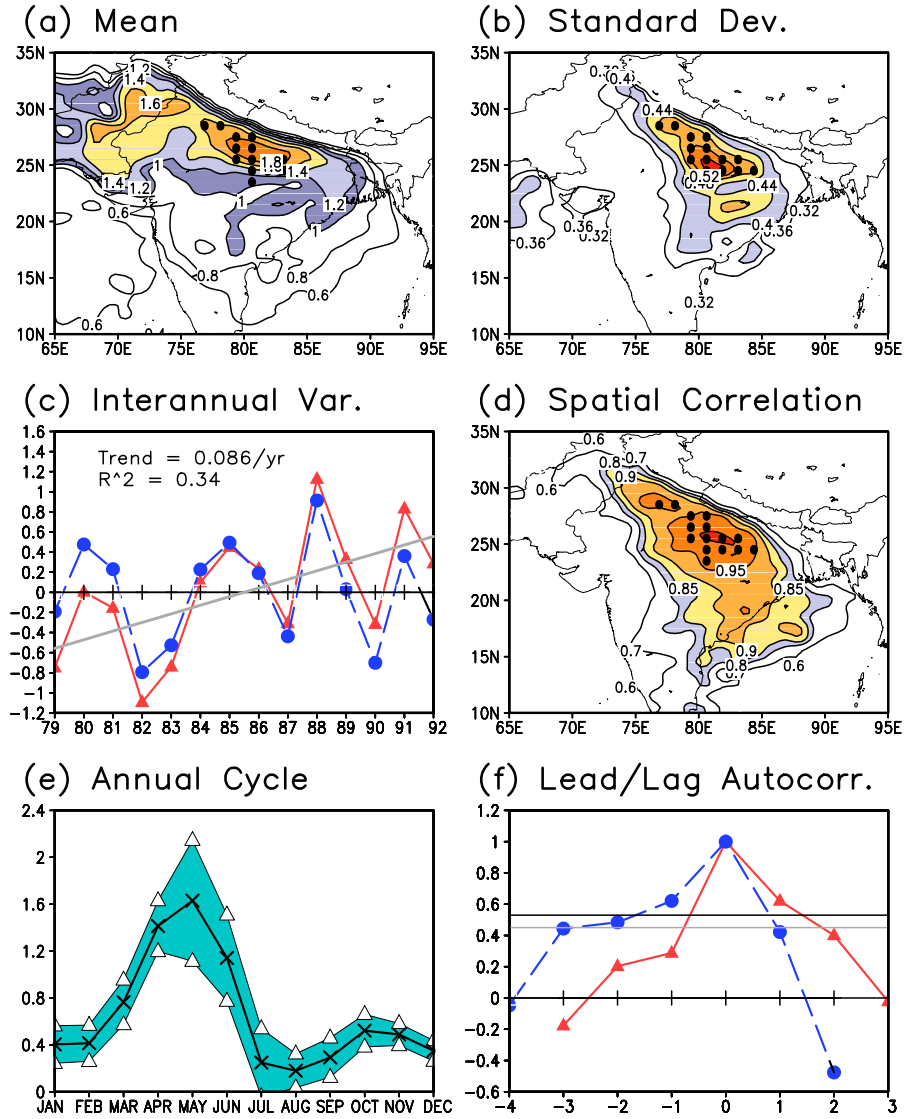 (a) Mean
(b) Standard Dev.
35N
30N
25N
20N
15N
10N
65E 70E 75E 80E 85E 90E 95E
1.2
1.4
1.6
1.8
1.4
1
1.4
1.2
1
1.2
1
0.6
0.8
0.8
0.6
0.6
0.4
35N
30N
25N
20N
15N
10N
65E 70E 75E 80E 85E 90E 95E
0.36
0.4
0.44
0.52
0.44
0.32
0.4
0.36
0.36
0.36
0.32
0.32
(c) Interannual Var.
(d) Spatial Correlation
Trend = 0.086/yr
R^2 = 0.34
1.6
1.4
1.2
1
0.8
0.6
0.4
0.2
0
-0.2
-0.4
-0.6
-0.8
-1
-1.2
79 80 81 82 83 84 85 86 87 88 89 90 91 92
35N
30N
25N
20N
15N
10N
65E 70E 75E 80E 85E 90E 95E
0.6
0.7
0.8
0.9
0.6
0.95
0.85
0.85
0.7
0.9
0.8
0.7
0.6
0.6
(e) Annual Cycle
(f) Lead/Lag Autocorr.
2.4
2
1.6
1.2
0.8
0.4
0
JAN FEB MAR APR MAY JUN JUL AUG SEP OCT NOV DEC
1.2
1
0.8
0.6
0.4
0.2
0
-0.2
-0.4
-0.6
-4 -3 -2 -1 0 1 2 3